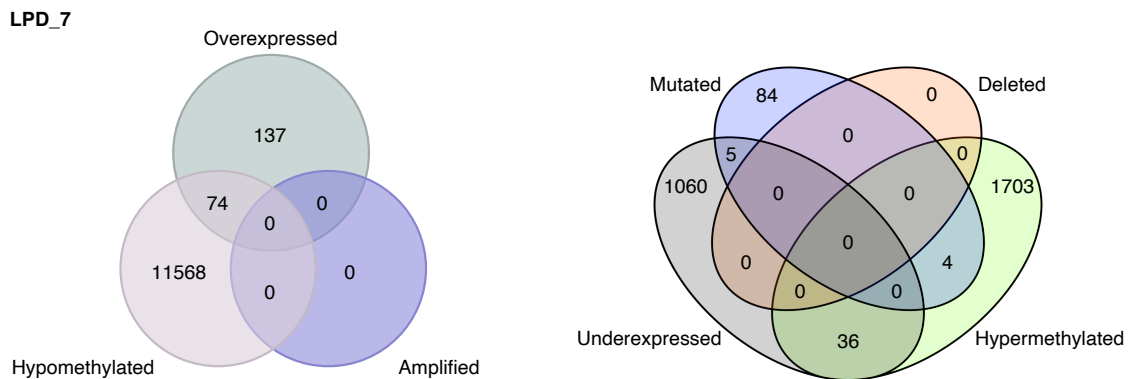 LPD_7
Overexpressed
137
74
0
0
11568
0
0
Hypomethylated
Amplified
Mutated
Deleted
84
0
0
5
0
1060
0
0
1703
0
0
4
0
0
36
Underexpressed
Hypermethylated